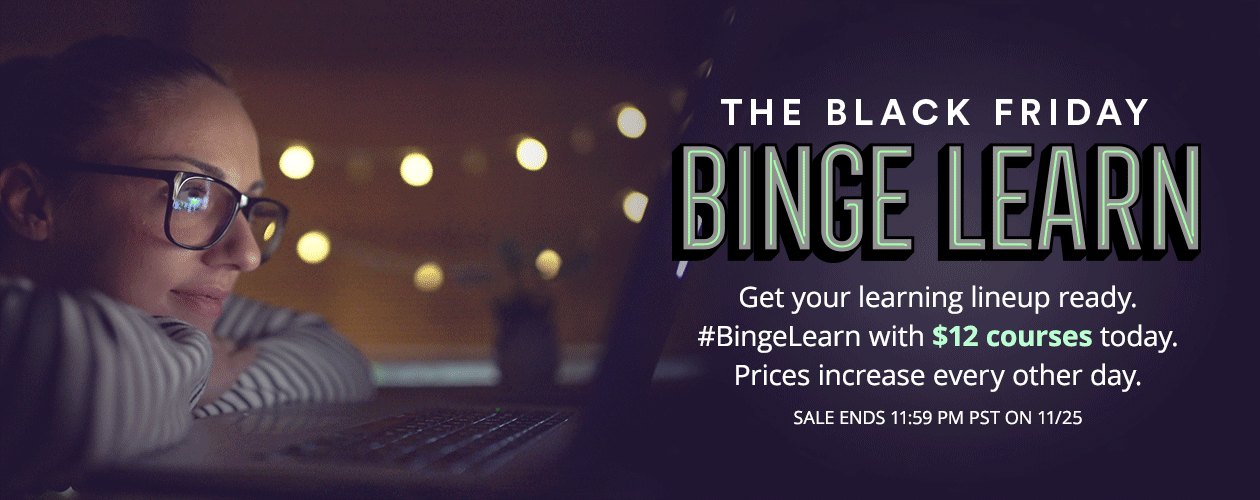 THE BLACK FRIDAY
BINGE LEARN
Get your learning lineup ready.
#BingeLearn with $12 courses today.
Prices increase every other day.
SALE ENDS 11:59 PM PST ON 11/25